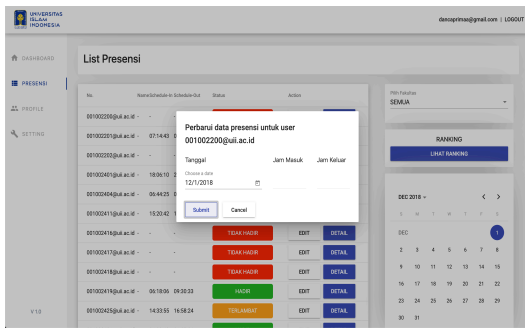 UNIVERSITAS
ISLAM
INDONESIA
dancaprimas@gmail.com | LOGOUT
DASHBOARD
PRESENSI
PROFILE
SETTING
V 1.0
List Presensi
No. Name Schedule-In Schedule-Out Status Action
001002200@uii.ac.id - -
001002201@uii.ac.id - 07:14:43
001002202@uii.ac.id - -
001002401@uii.ac.id - 18:06:10
001002404@uii.ac.id - 06:44:25
001002411@uii.ac.id - 15:20:42
001002416@uii.ac.id - - TIDAK HADIR EDIT DETAIL
001002417@uii.ac.id - - TIDAK HADIR EDIT DETAIL
001002418@uii.ac.id - - TIDAK HADIR EDIT DETAIL
001002419@uii.ac.id - 06:18:06 09:30:33 HADIR EDIT DETAIL
001002425@uii.ac.id - 14:33:55 16:58:24 TERLAMBAT EDIT DETAIL
Perbarui data presensi untuk user
001002200@uii.ac.id
Tanggal Jam Masuk Jam Keluar
Choose a date
12/1/2018
Submit Cancel
Pilih Fakultas
SEMUA
RANKING
LIHAT RANKING
DEC 2018
S M T W T F S
DEC 1
2 3 4 5 6 7 8
9 10 11 12 13 14 15
16 17 18 19 20 21 22
23 24 25 26 27 28 29
30 31